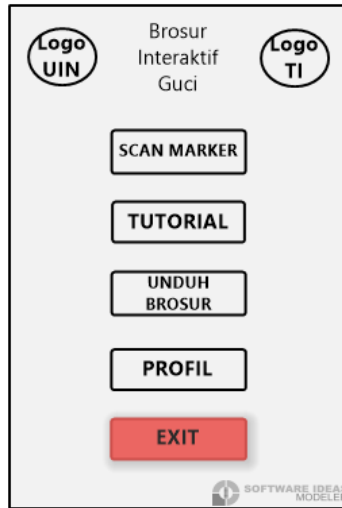 Logo
UIN
Brosur
Interaktif
Guci
Logo
TI
SCAN MARKER
TUTORIAL
UNDUH
BROSUR
PROFIL
EXIT
SOFTWARE IDEAS
MODELER